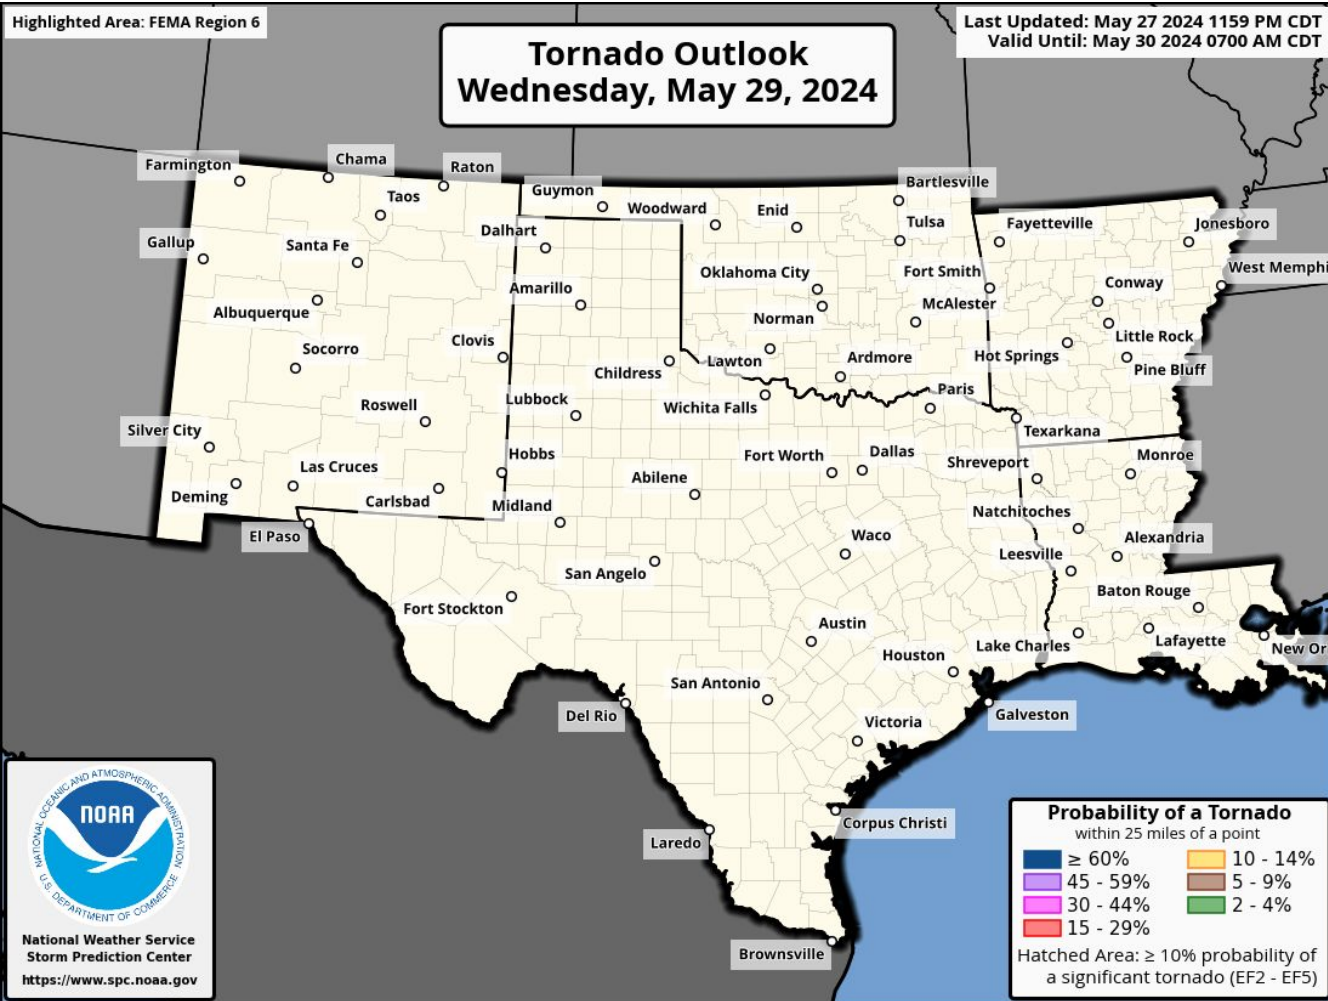 Highlighted Area: FEMA Region 6
Last Updated: May 27 2024 1159 PM CDT
Valid Until: May 30 2024 0700 AM CDT
Tornado Outlook
Wednesday, May 29, 2024
Farmington
Chama
Raton
Taos
Guymon
Woodward
Enid
Bartlesville
Gallup
Santa Fe
Dalhart
Tulsa
Fayetteville
Jonesboro
Albuquerque
Amarillo
Oklahoma City
Fort Smith
West Memphi
Socorro
Clovis
Norman
McAlester
Conway
Childress
Lawton
Ardmore
Hot Springs
Little Rock
Pine Bluff
Roswell
Lubbock
Wichita Falls
Paris
Silver City
Texarkana
Las Cruces
Hobbs
Abilene
Fort Worth
Dallas
Shreveport
Monroe
Deming
Carlsbad
Midland
Natchitoches
El Paso
San Angelo
Waco
Leesville
Alexandria
Fort Stockton
Baton Rouge
Austin
Houston
Lake Charles
Lafayette
New Or
San Antonio
Del Rio
Victoria
Galveston
Laredo
Corpus Christi
Brownsville
NATIONAL OCEANIC AND ATMOSPHERIC ADMINISTRATION
NOAA
U.S. DEPARTMENT OF COMMERCE
National Weather Service
Storm Prediction Center
https://www.spc.noaa.gov
Probability of a Tornado
within 25 miles of a point
≥ 60% 10 - 14%
45 - 59% 5 - 9%
30 - 44% 2 - 4%
15 - 29%
Hatched Area: ≥ 10% probability of
a significant tornado (EF2 - EF5)